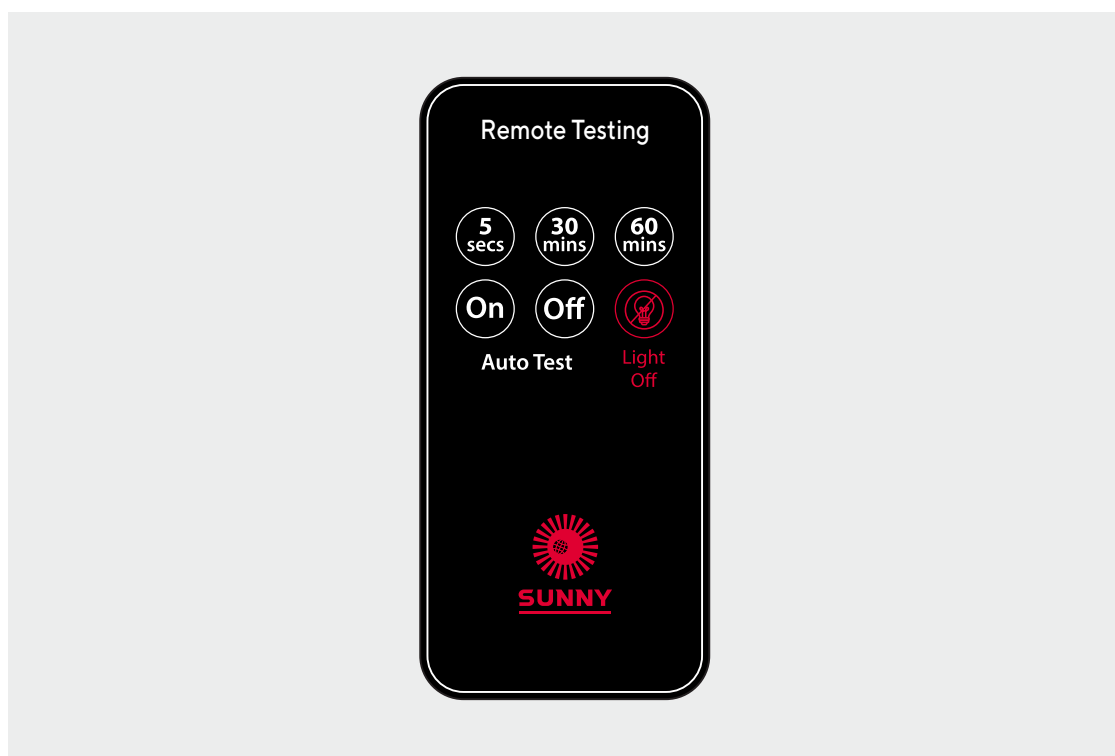 Remote Testing
5 secs
30 mins
60 mins
On
Off
Auto Test
Light
Off
SUNNY